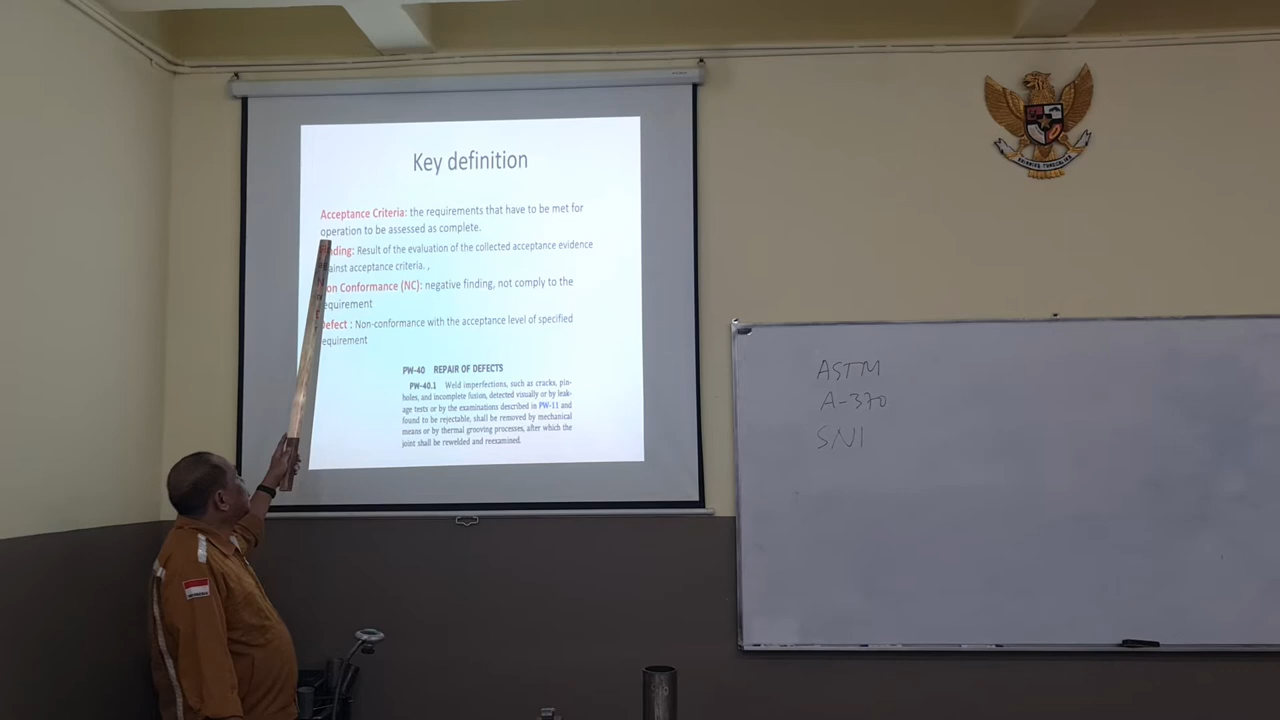 Key definition
Acceptance Criteria: the requirements that have to be met for
operation to be assessed as complete.
Result of the evaluation of the collected acceptance evidence
acceptance criteria. ,
Conformance (NC): negative finding, not comply to the
requirement
Defect : Non-conformance with the acceptance level of specified
requirement
PW-40 REPAIR OF DEFECTS
PW-40.1 Weld imperfections, such as cracks, pin-
holes, and incomplete fusion, detected visually or by leak-
age tests or by the examinations described in PW-11 and
found to be rejectable, shall be removed by mechanical
means or by thermal grooving processes, after which the
joint shall be rewelded and reexamined.
ASTM
A-370
SNI
BHINNEKA TUNGGAL IKA
INDONESIA